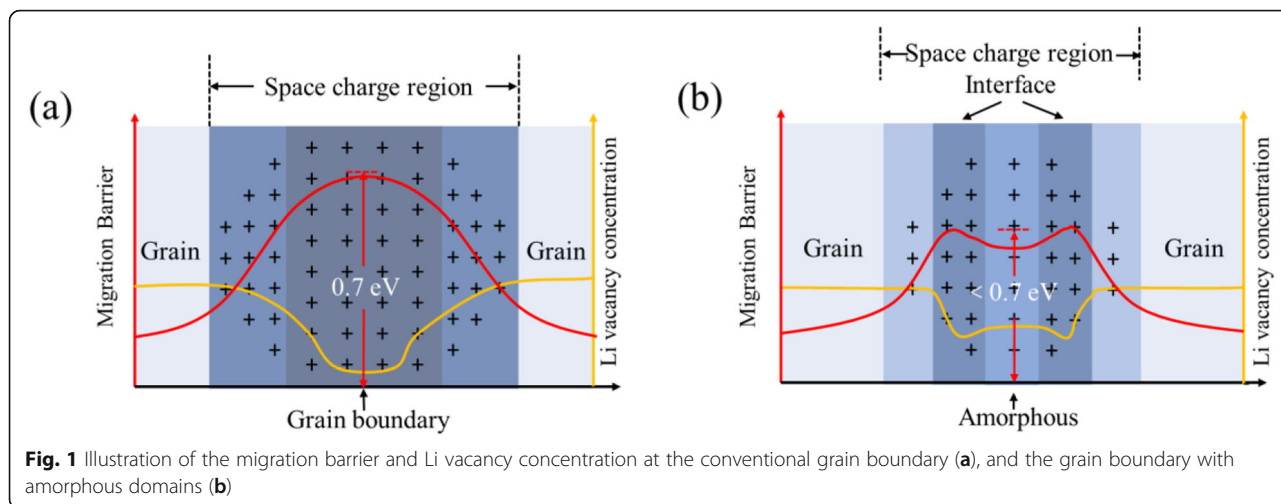 (a)
Space charge region
Migration Barrier
Grain
0.7 eV
Grain
Li vacancy concentration
Grain boundary
(b)
Space charge region
Interface
Migration Barrier
Grain
< 0.7 eV
Grain
Li vacancy concentration
Amorphous
Fig. 1 Illustration of the migration barrier and Li vacancy concentration at the conventional grain boundary (a), and the grain boundary with
amorphous domains (b)